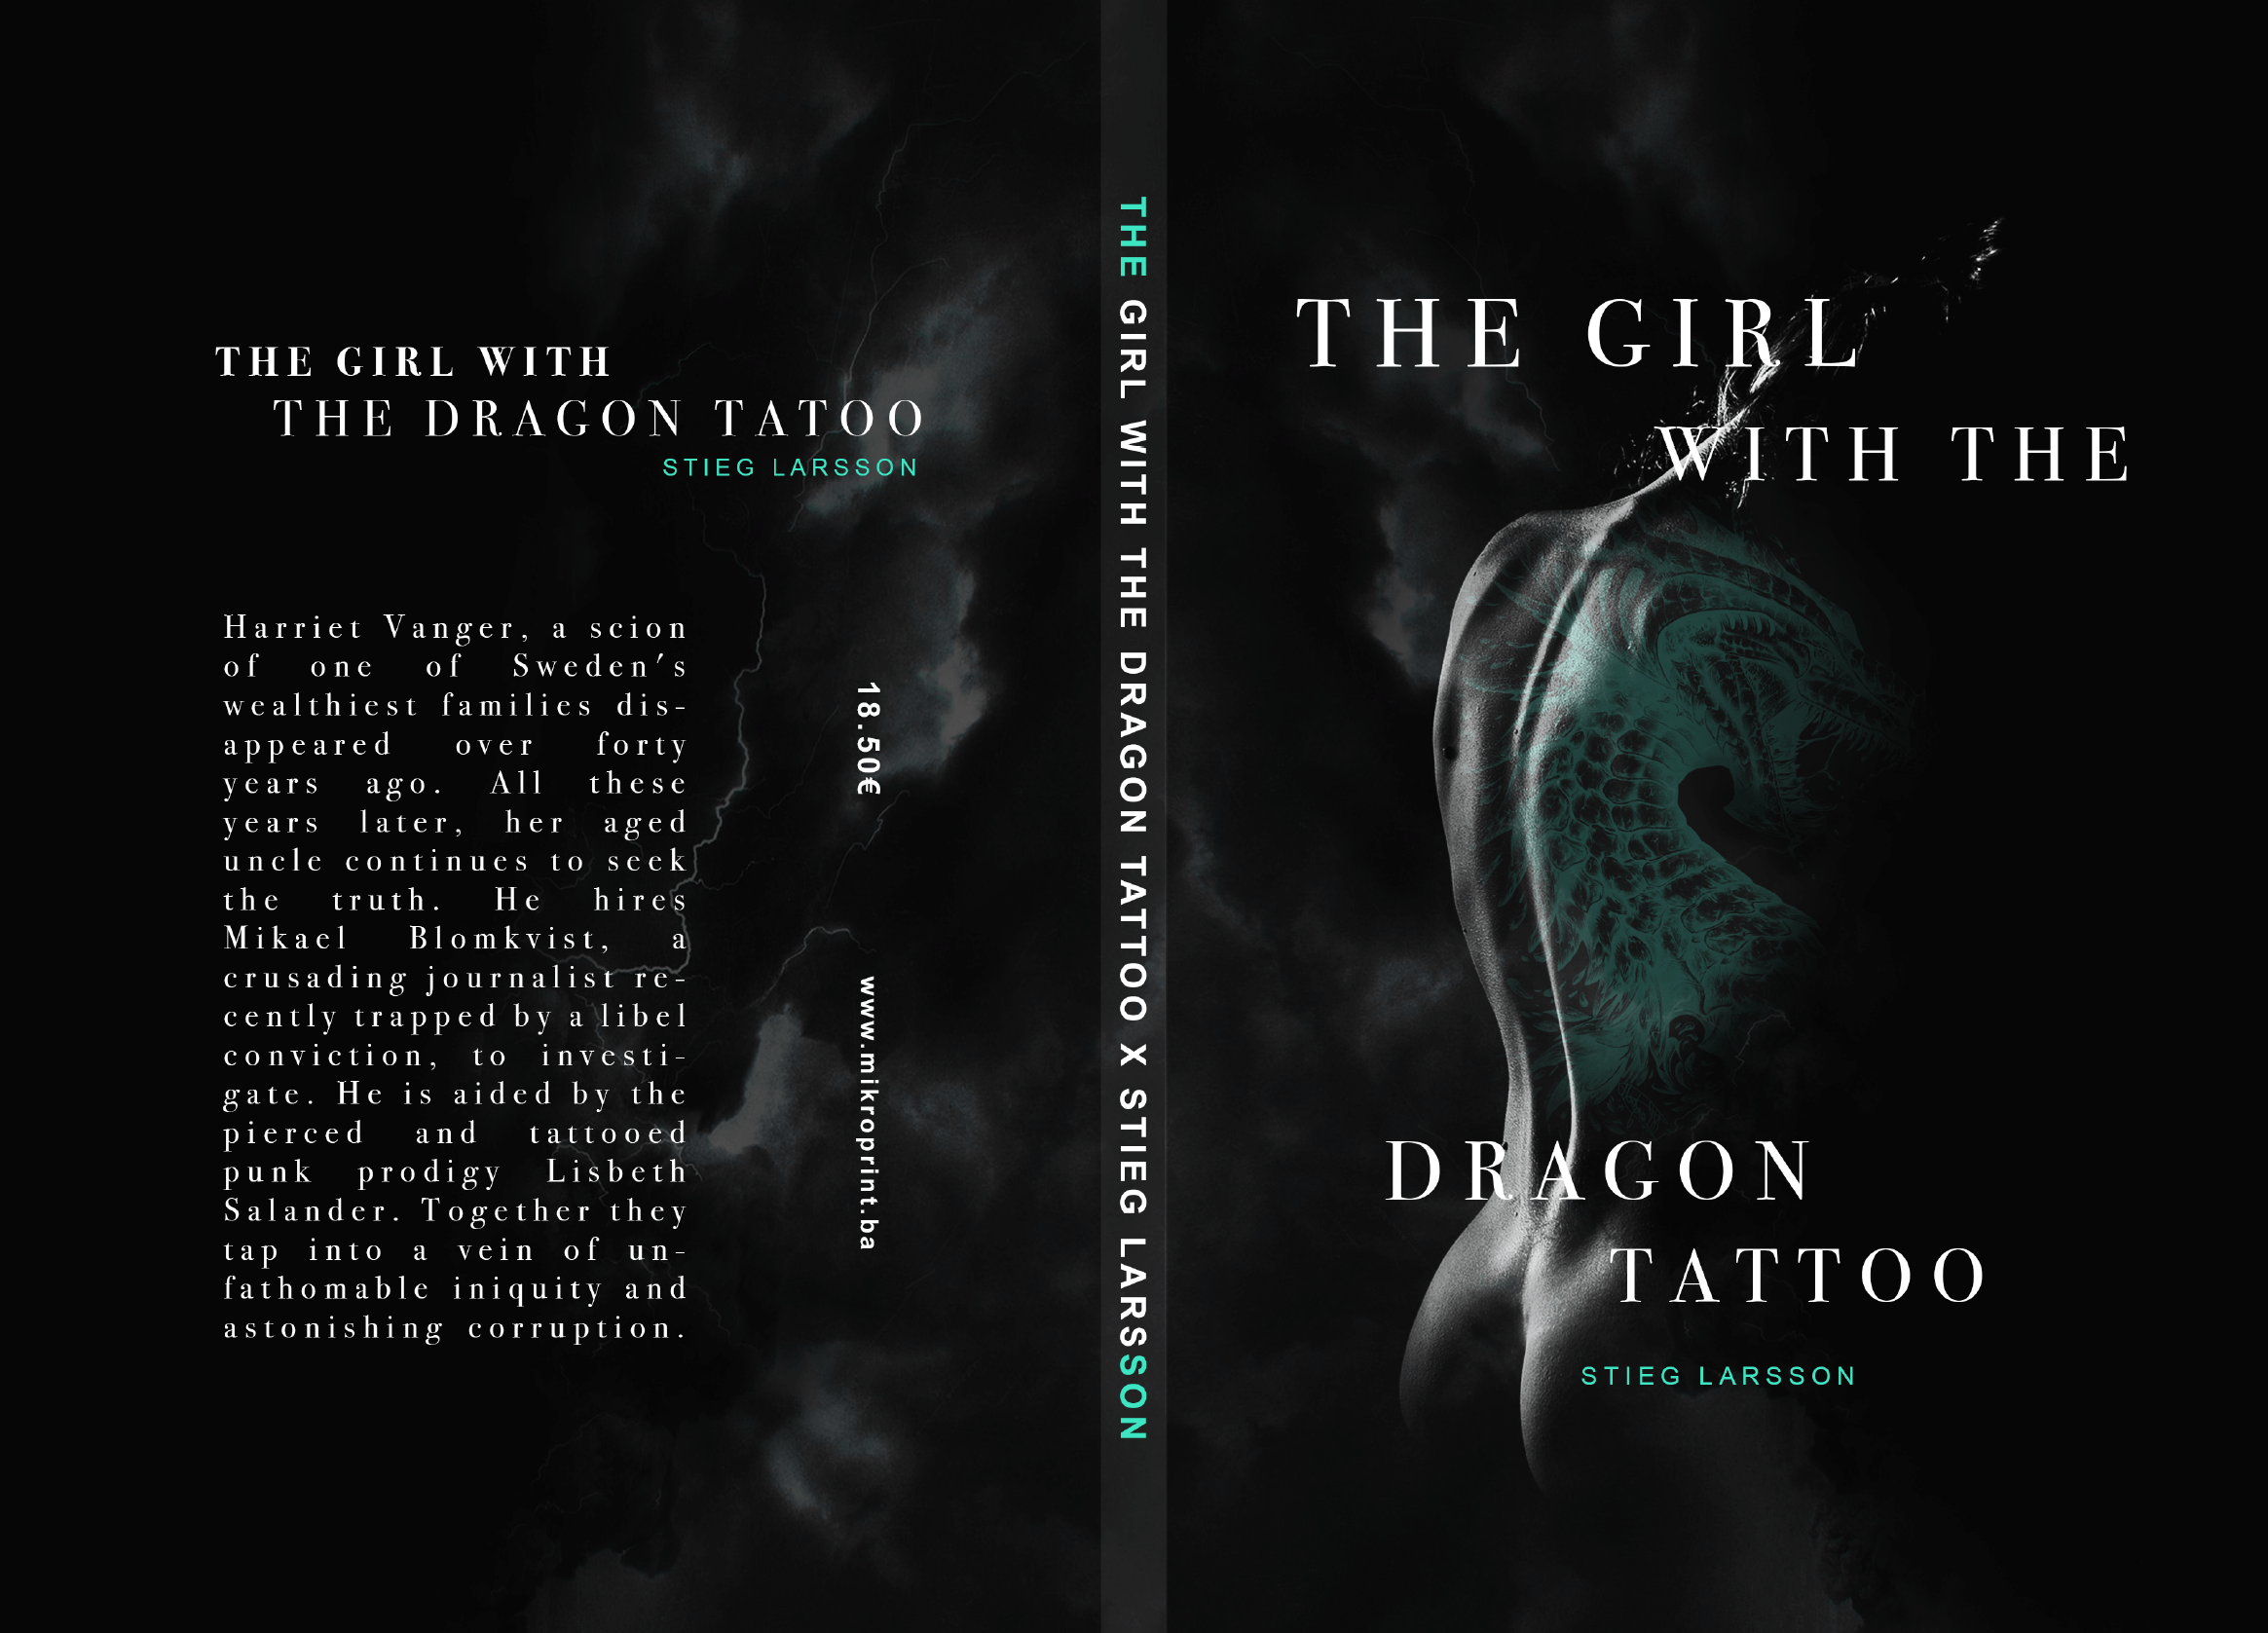 THE GIRL WITH
THE DRAGON TATOO
STIEG LARSSON
Harriet Vanger, a scion
of one of Sweden's
wealthiest families dis-
appeared over forty
years ago. All these
years later, her aged
uncle continues to seek
the truth. He hires
Mikael Blomkvist, a
crusading journalist re-
cently trapped by a libel
conviction, to investi-
gate. He is aided by the
pierced and tattooed
punk prodigy Lisbeth
Salander. Together they
tap into a vein of un-
fathomable iniquity and
astonishing corruption.
18.50€
www.mikroprint.ba
THE GIRL WITH THE DRAGON TATTOO X STIEG LARSSON
THE GIRL
WITH THE
DRAGON
TATTOO
STIEG LARSSON